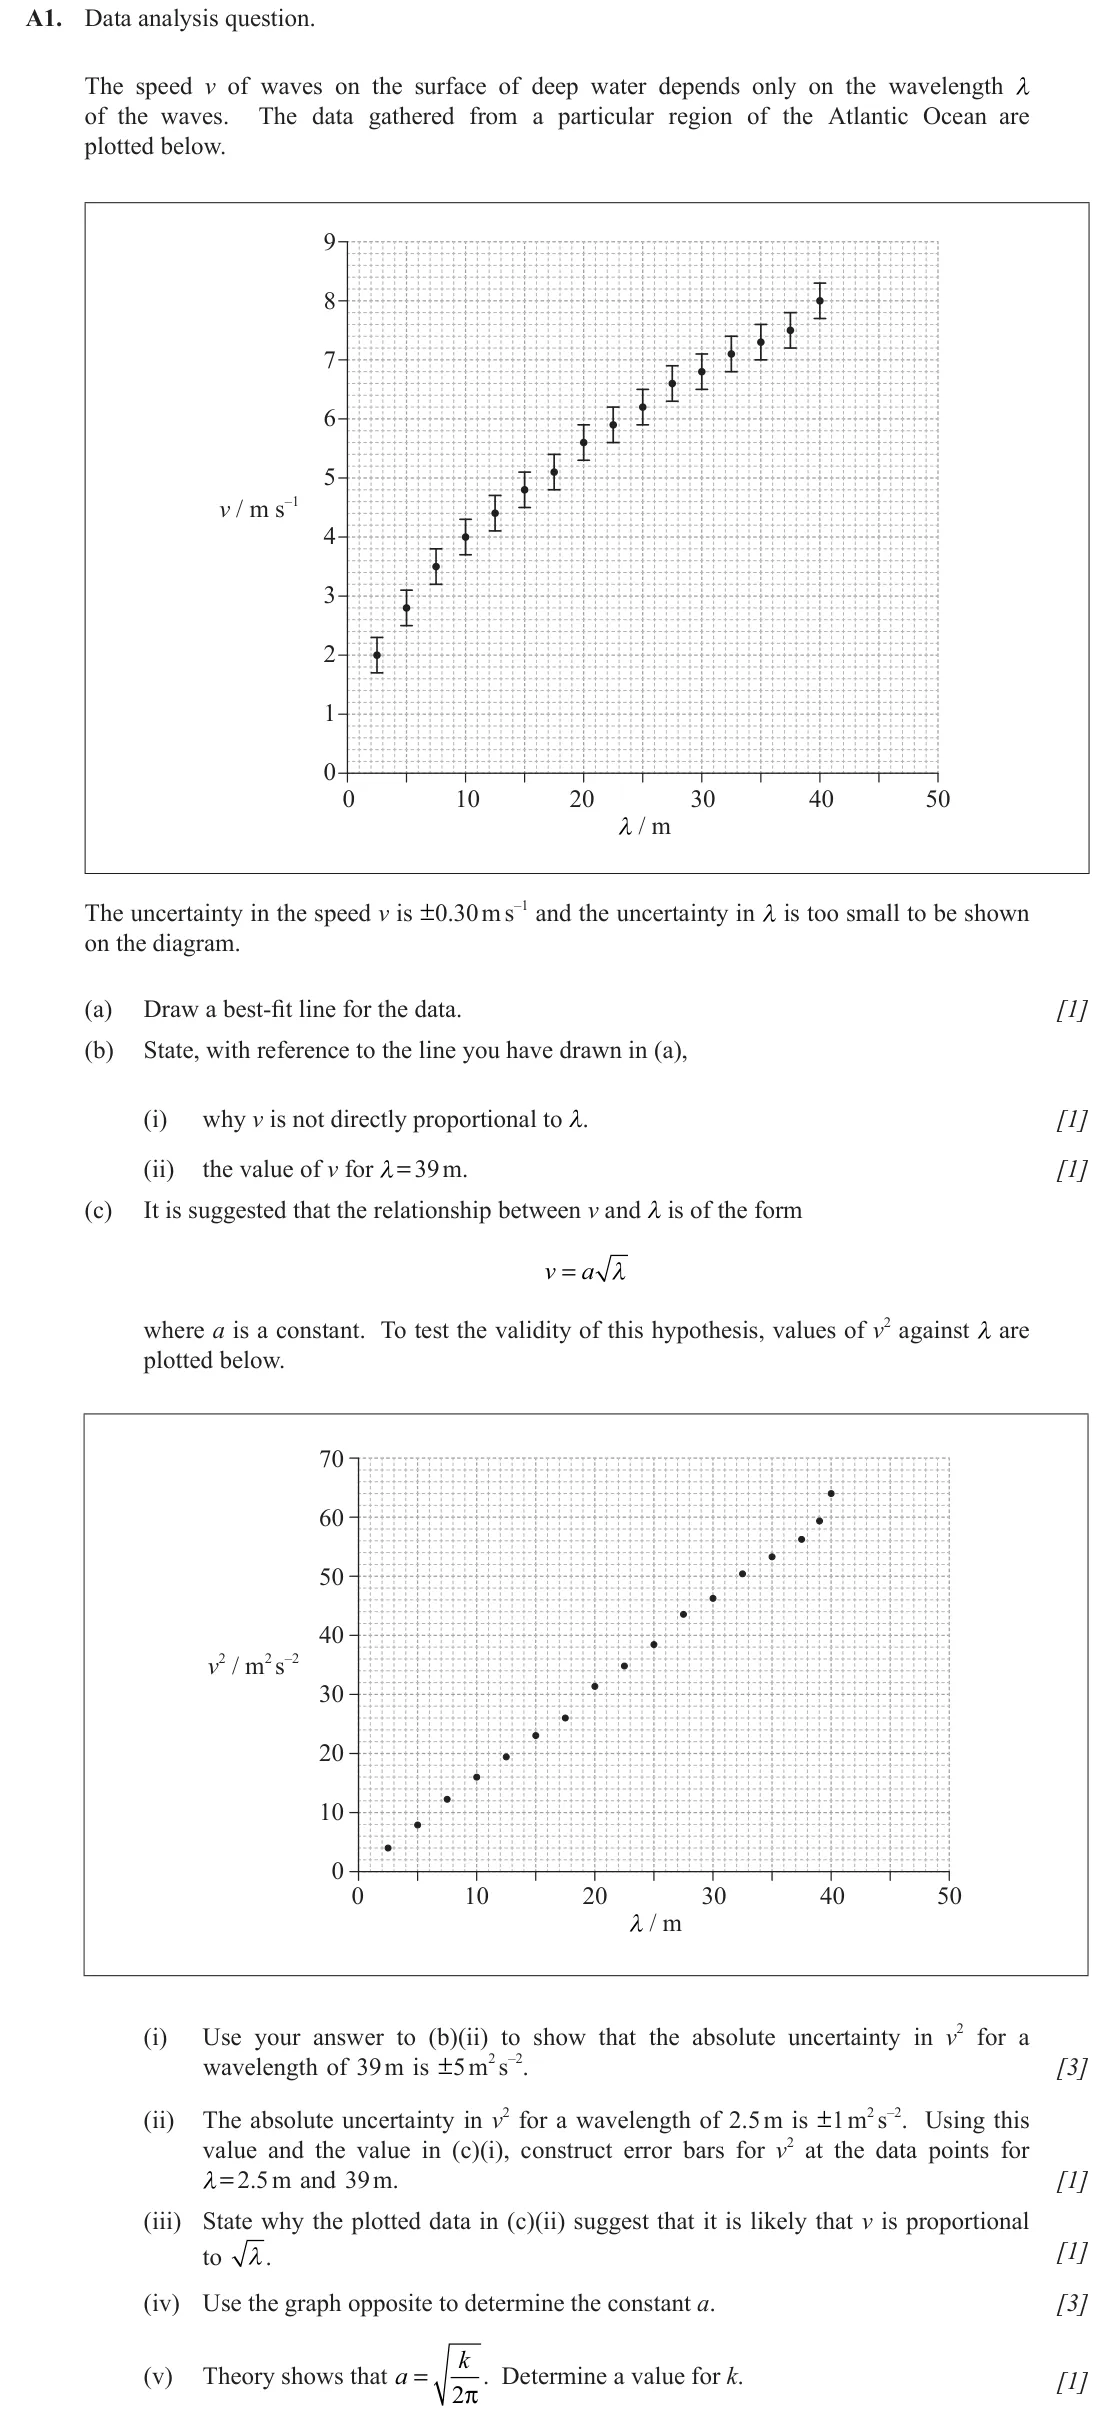 A1. Data analysis question.
The speed v of waves on the surface of deep water depends only on the wavelength λ
of the waves. The data gathered from a particular region of the Atlantic Ocean are
plotted below.
9
8
7
6
5
v / m s⁻¹
4
3
2
1
0
0 10 20 30 40 50
λ / m
The uncertainty in the speed v is ±0.30 m s⁻¹ and the uncertainty in λ is too small to be shown
on the diagram.
(a) Draw a best-fit line for the data. [1]
(b) State, with reference to the line you have drawn in (a),
(i) why v is not directly proportional to λ. [1]
(ii) the value of v for λ = 39 m. [1]
(c) It is suggested that the relationship between v and λ is of the form
v = a√λ
where a is a constant. To test the validity of this hypothesis, values of v² against λ are
plotted below.
70
60
50
40
v² / m² s⁻²
30
20
10
0
0 10 20 30 40 50
λ / m
(i) Use your answer to (b)(ii) to show that the absolute uncertainty in v² for a
wavelength of 39 m is ±5 m² s⁻². [3]
(ii) The absolute uncertainty in v² for a wavelength of 2.5 m is ±1 m² s⁻². Using this
value and the value in (c)(i), construct error bars for v² at the data points for
λ = 2.5 m and 39 m. [1]
(iii) State why the plotted data in (c)(ii) suggest that it is likely that v is proportional
to √λ. [1]
(iv) Use the graph opposite to determine the constant a. [3]
(v) Theory shows that a = √(k/2π). Determine a value for k. [1]